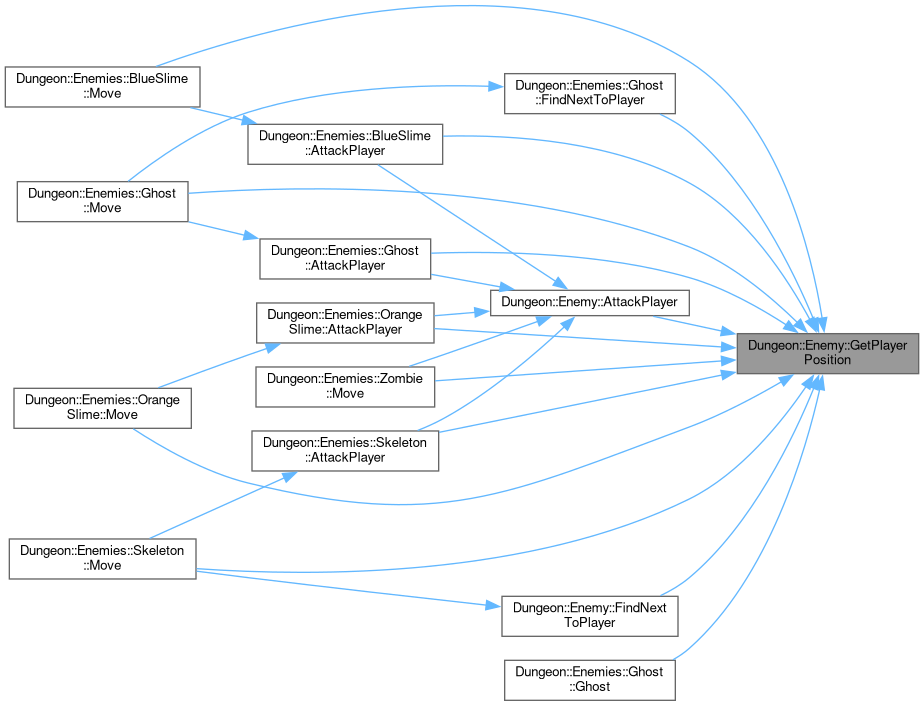 Dungeon::Enemies::BlueSlime
::Move
Dungeon::Enemies::Ghost
::FindNextToPlayer
Dungeon::Enemies::BlueSlime
::AttackPlayer
Dungeon::Enemies::Ghost
::Move
Dungeon::Enemies::Ghost
::AttackPlayer
Dungeon::Enemy::AttackPlayer
Dungeon::Enemies::Orange
Slime::AttackPlayer
Dungeon::Enemy::GetPlayer
Position
Dungeon::Enemies::Zombie
::Move
Dungeon::Enemies::Orange
Slime::Move
Dungeon::Enemies::Skeleton
::AttackPlayer
Dungeon::Enemies::Skeleton
::Move
Dungeon::Enemy::FindNext
ToPlayer
Dungeon::Enemies::Ghost
::Ghost